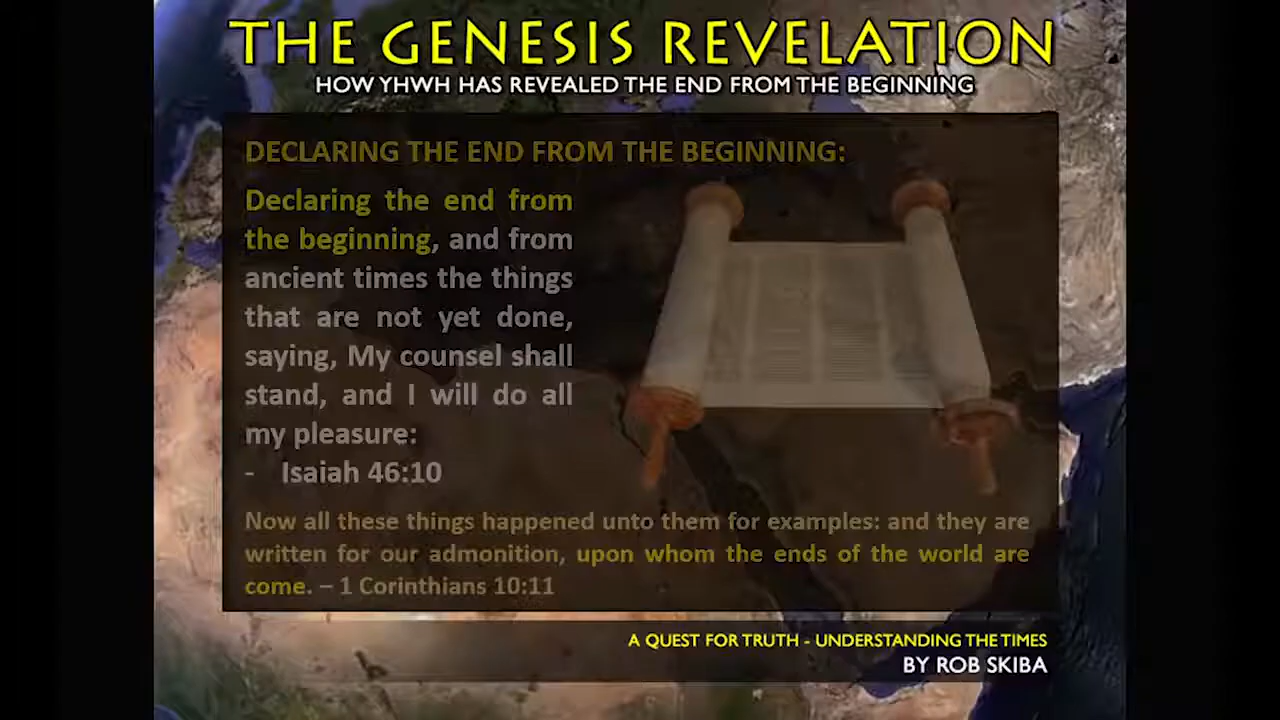 THE GENESIS REVELATION
HOW YHWH HAS REVEALED THE END FROM THE BEGINNING
DECLARING THE END FROM THE BEGINNING:
Declaring the end from
the beginning, and from
ancient times the things
that are not yet done,
saying, My counsel shall
stand, and I will do all
my pleasure:
- Isaiah 46:10
Now all these things happened unto them for examples: and they are
written for our admonition, upon whom the ends of the world are
come. – 1 Corinthians 10:11
A QUEST FOR TRUTH - UNDERSTANDING THE TIMES
BY ROB SKIBA